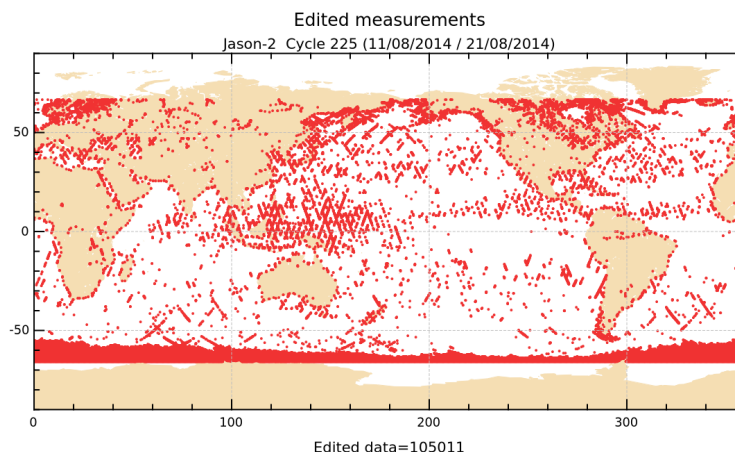 Edited measurements
Jason-2 Cycle 225 (11/08/2014 / 21/08/2014)
50
0
-50
0 100 200 300
Edited data=105011